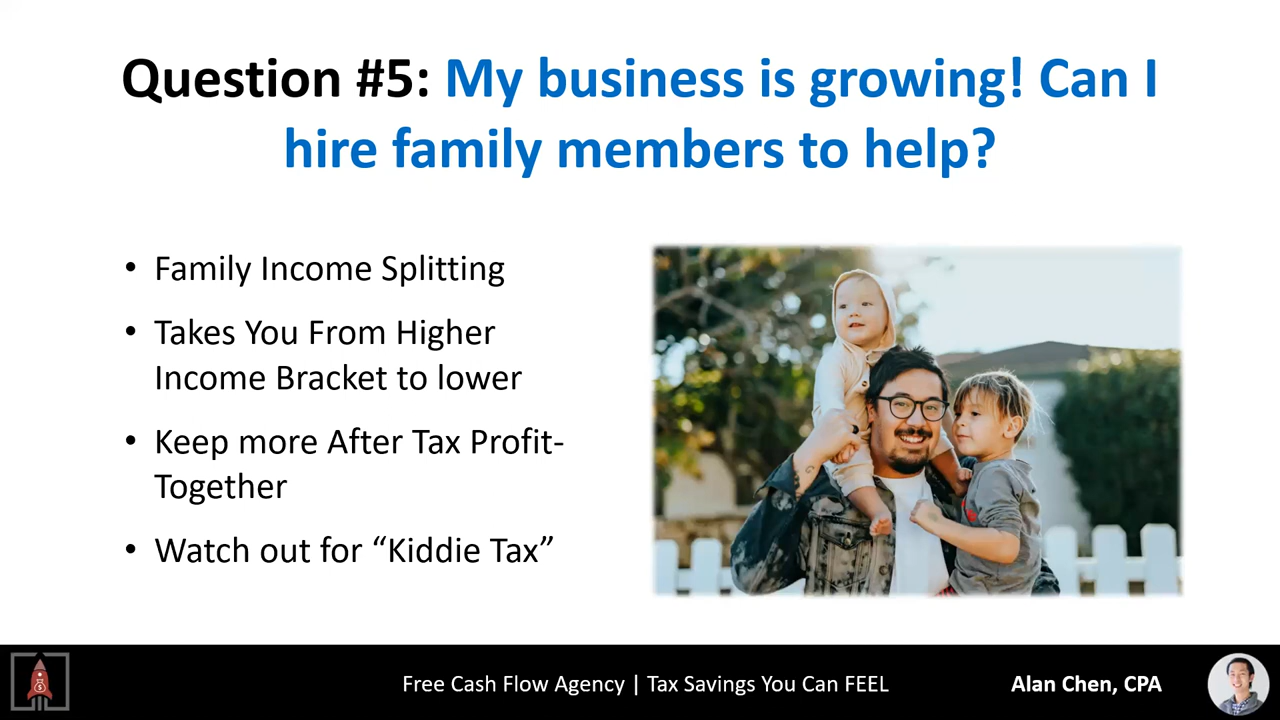 Question #5: My business is growing! Can I
hire family members to help?
• Family Income Splitting
• Takes You From Higher
Income Bracket to lower
• Keep more After Tax Profit-
Together
• Watch out for “Kiddie Tax”
Free Cash Flow Agency | Tax Savings You Can FEEL
Alan Chen, CPA